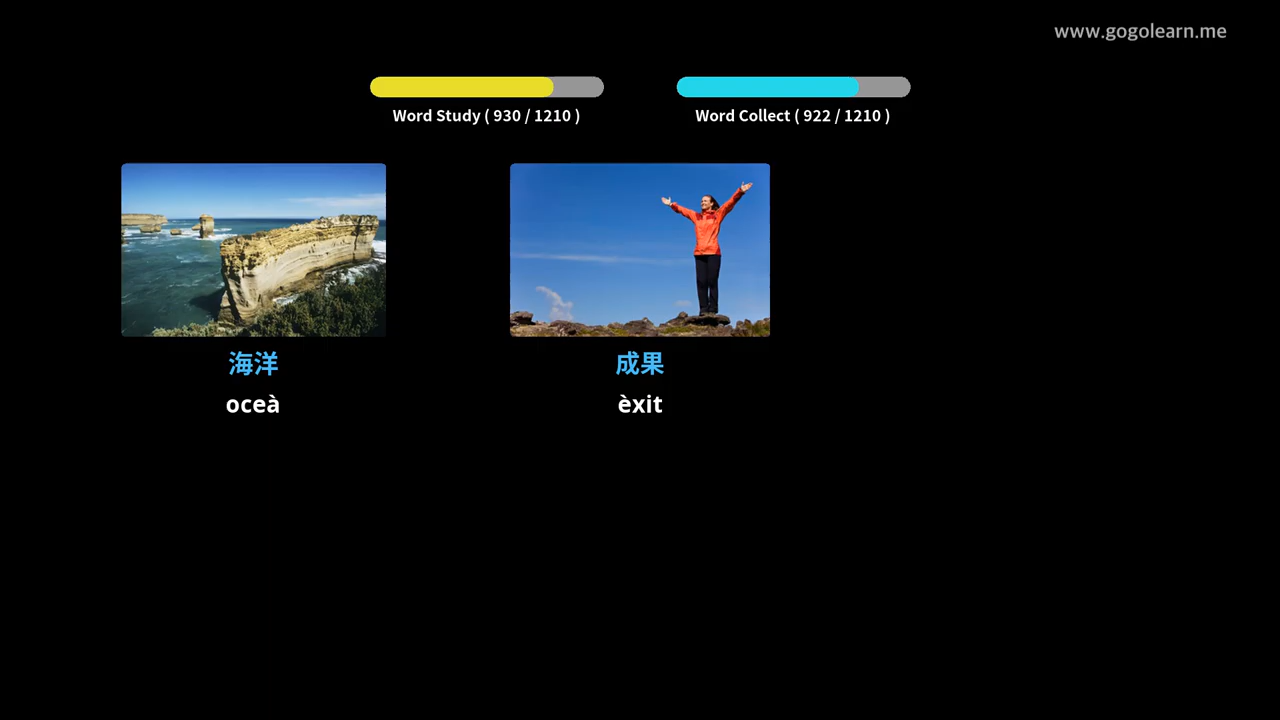 www.gogolearn.me
Word Study ( 930 / 1210 )
Word Collect ( 922 / 1210 )
海洋
oceà
成果
èxit